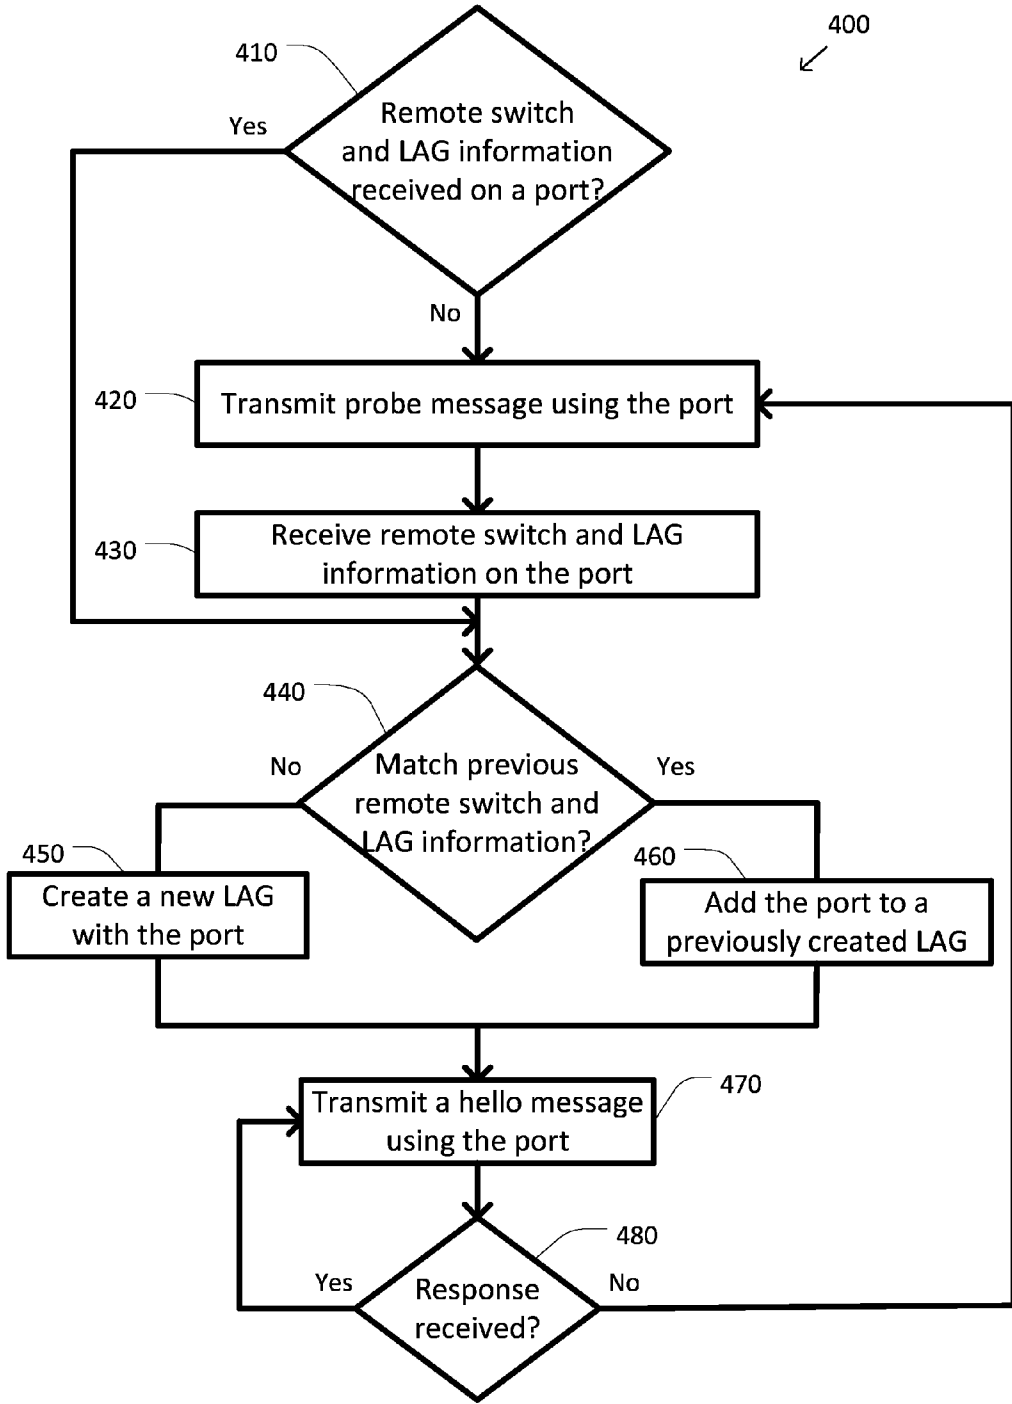 400
410
Remote switch
and LAG information
received on a port?
Yes
No
420
Transmit probe message using the port
430
Receive remote switch and LAG
information on the port
440
Match previous
remote switch and
LAG information?
No
Yes
450
Create a new LAG
with the port
460
Add the port to a
previously created LAG
470
Transmit a hello message
using the port
480
Response
received?
Yes
No